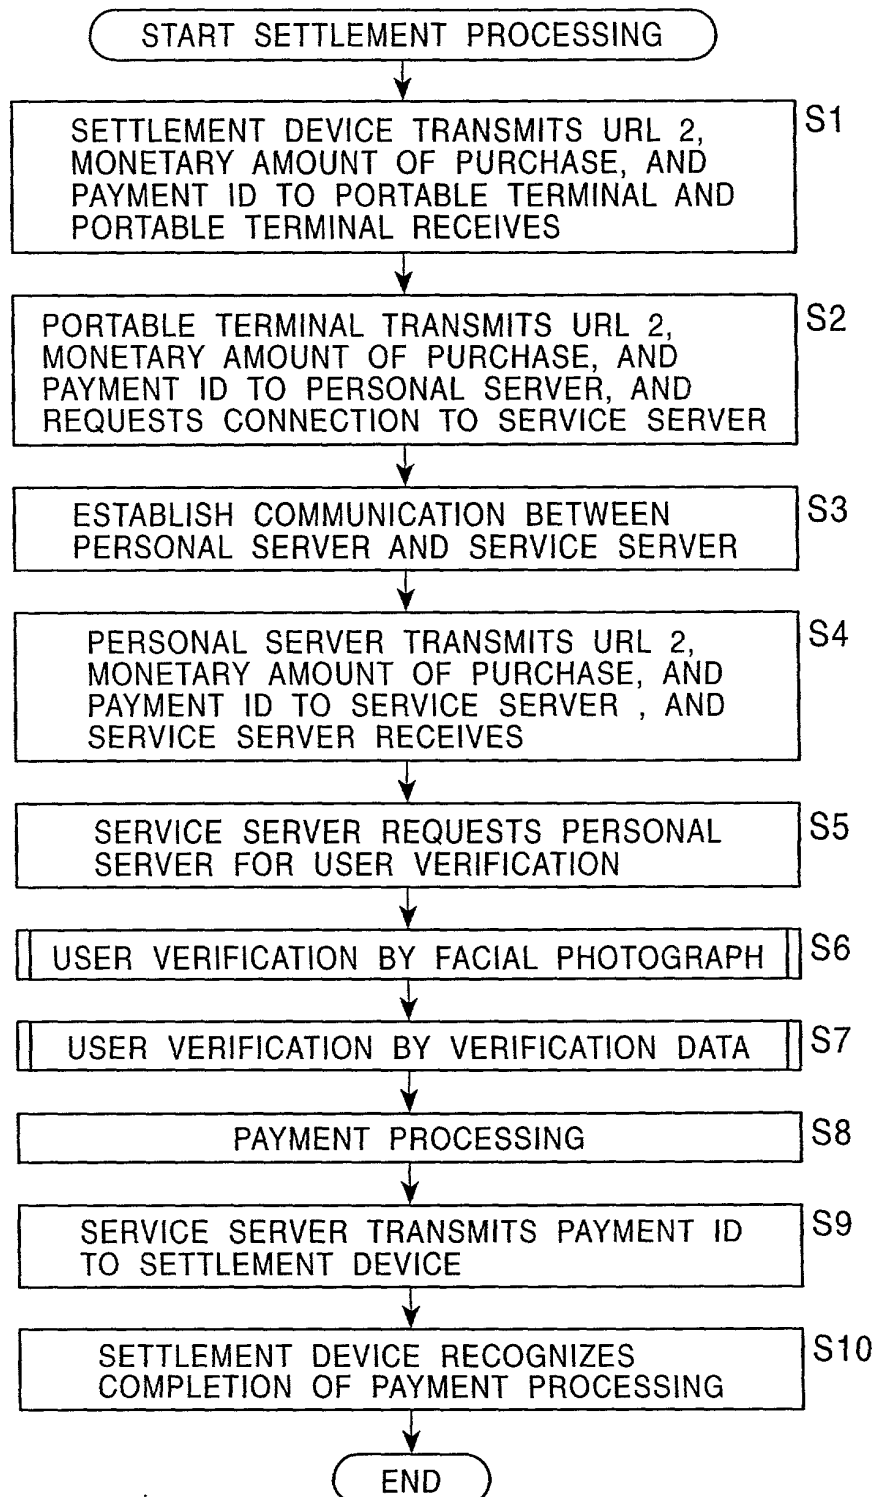 START SETTLEMENT PROCESSING
S1
SETTLEMENT DEVICE TRANSMITS URL 2,
MONETARY AMOUNT OF PURCHASE, AND
PAYMENT ID TO PORTABLE TERMINAL AND
PORTABLE TERMINAL RECEIVES
S2
PORTABLE TERMINAL TRANSMITS URL 2,
MONETARY AMOUNT OF PURCHASE, AND
PAYMENT ID TO PERSONAL SERVER, AND
REQUESTS CONNECTION TO SERVICE SERVER
S3
ESTABLISH COMMUNICATION BETWEEN
PERSONAL SERVER AND SERVICE SERVER
S4
PERSONAL SERVER TRANSMITS URL 2,
MONETARY AMOUNT OF PURCHASE, AND
PAYMENT ID TO SERVICE SERVER , AND
SERVICE SERVER RECEIVES
S5
SERVICE SERVER REQUESTS PERSONAL
SERVER FOR USER VERIFICATION
S6
USER VERIFICATION BY FACIAL PHOTOGRAPH
S7
USER VERIFICATION BY VERIFICATION DATA
S8
PAYMENT PROCESSING
S9
SERVICE SERVER TRANSMITS PAYMENT ID
TO SETTLEMENT DEVICE
S10
SETTLEMENT DEVICE RECOGNIZES
COMPLETION OF PAYMENT PROCESSING
END